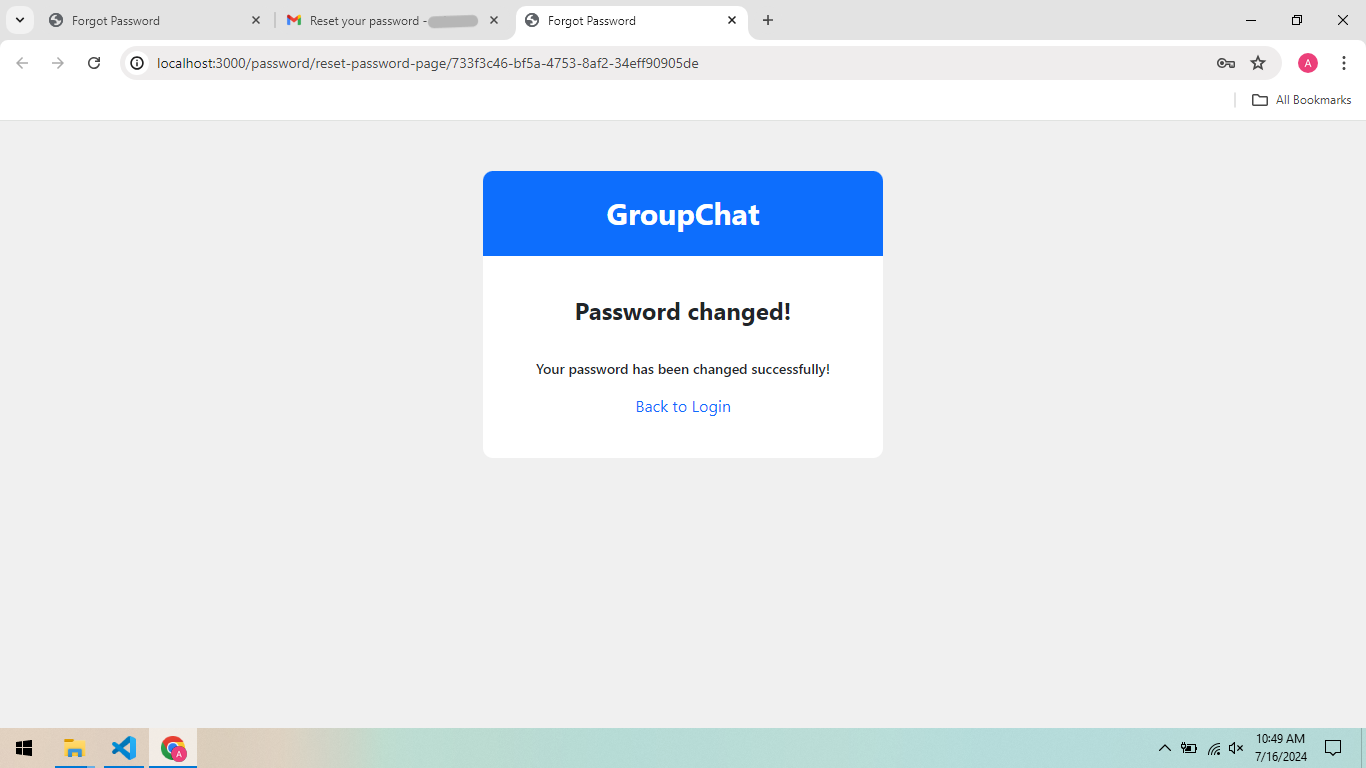 Forgot Password
Reset your password -
Forgot Password
localhost:3000/password/reset-password-page/733f3c46-bf5a-4753-8af2-34eff90905de
A
All Bookmarks
GroupChat
Password changed!
Your password has been changed successfully!
Back to Login
A
10:49 AM
7/16/2024